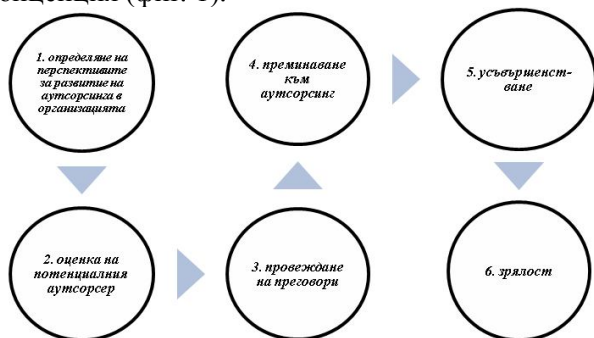 (фиг. 1).
1. определяне на
перспективите
за развитие на
аутсорсинга в
организацията
2. оценка на
потенциалния
аутсорсер
3. провеждане
на преговори
4. преминаване
към
аутсорсинг
5. усъвършенст-
ване
6. зрялост